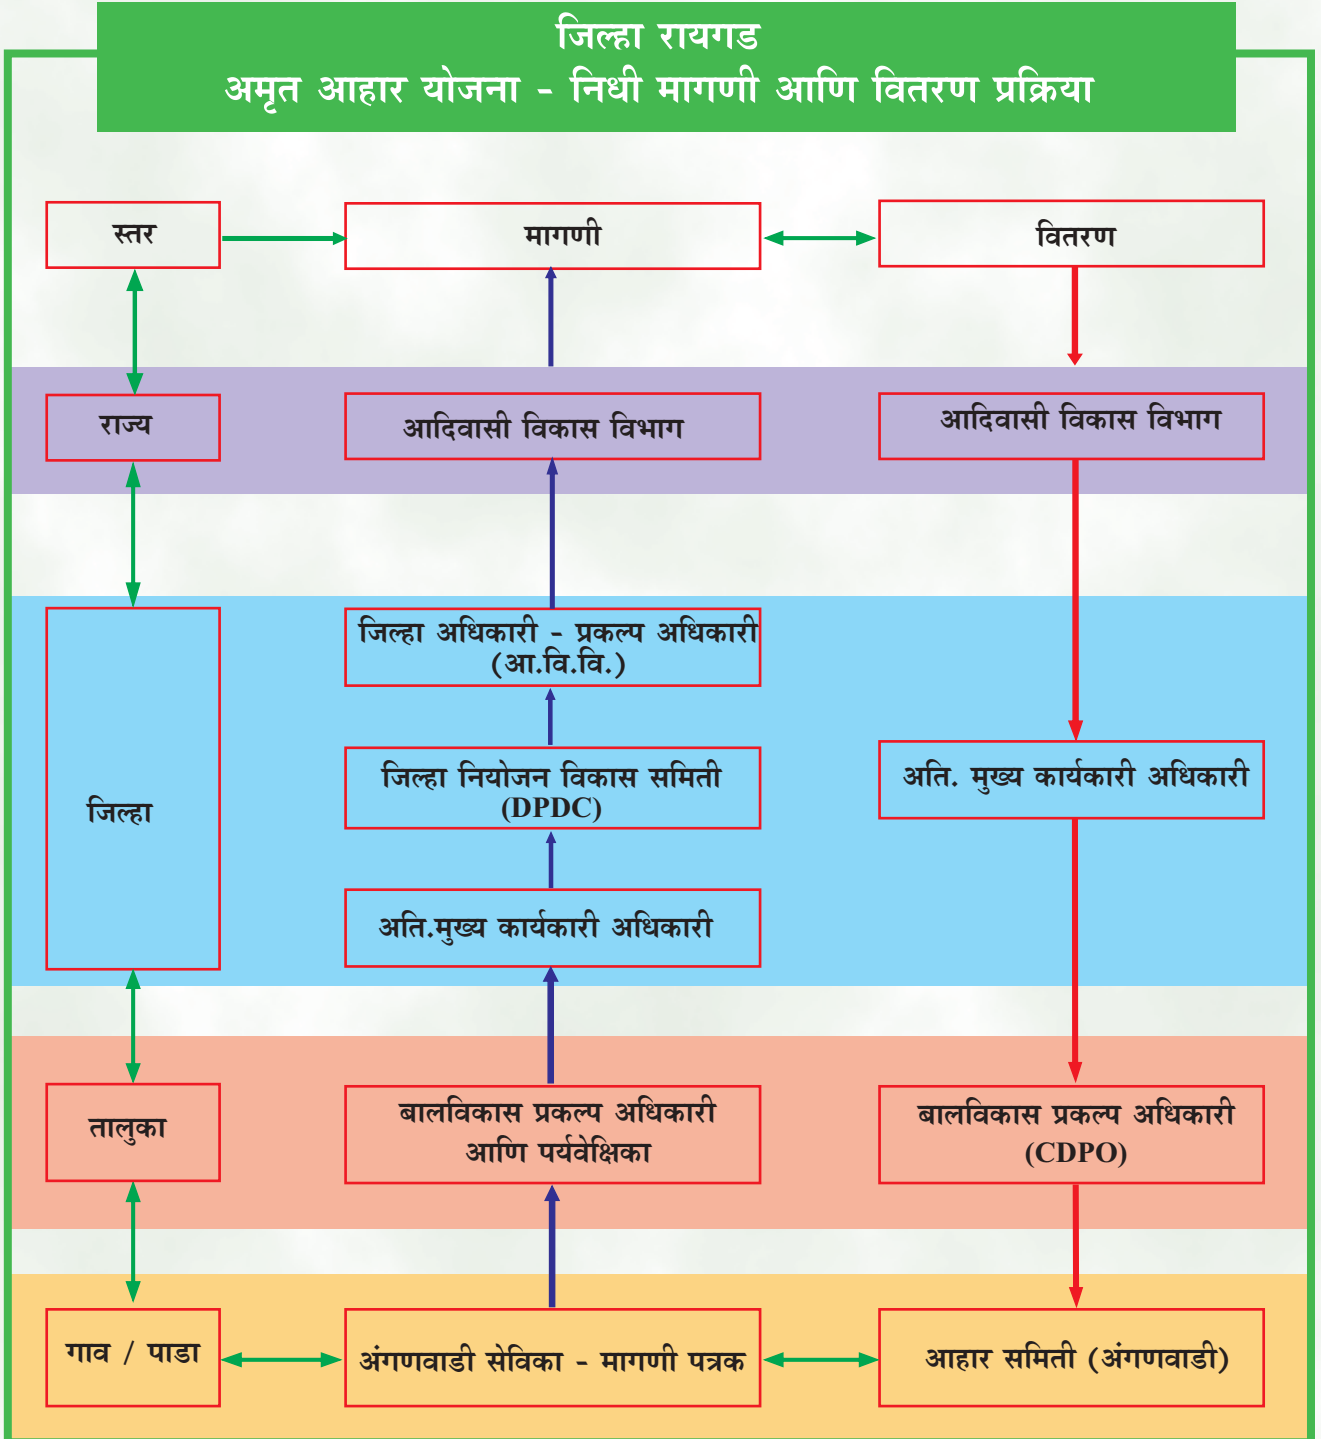 जिल्हा रायगड
अमृत आहार योजना - निधी मागणी आणि वितरण प्रक्रिया
स्तर
मागणी
वितरण
राज्य
आदिवासी विकास विभाग
आदिवासी विकास विभाग
जिल्हा
जिल्हा अधिकारी - प्रकल्प अधिकारी
(आ.वि.वि.)
जिल्हा नियोजन विकास समिती
(DPDC)
अति.मुख्य कार्यकारी अधिकारी
अति. मुख्य कार्यकारी अधिकारी
तालुका
बालविकास प्रकल्प अधिकारी
आणि पर्यवेक्षिका
बालविकास प्रकल्प अधिकारी
(CDPO)
गाव / पाडा
अंगणवाडी सेविका - मागणी पत्रक
आहार समिती (अंगणवाडी)